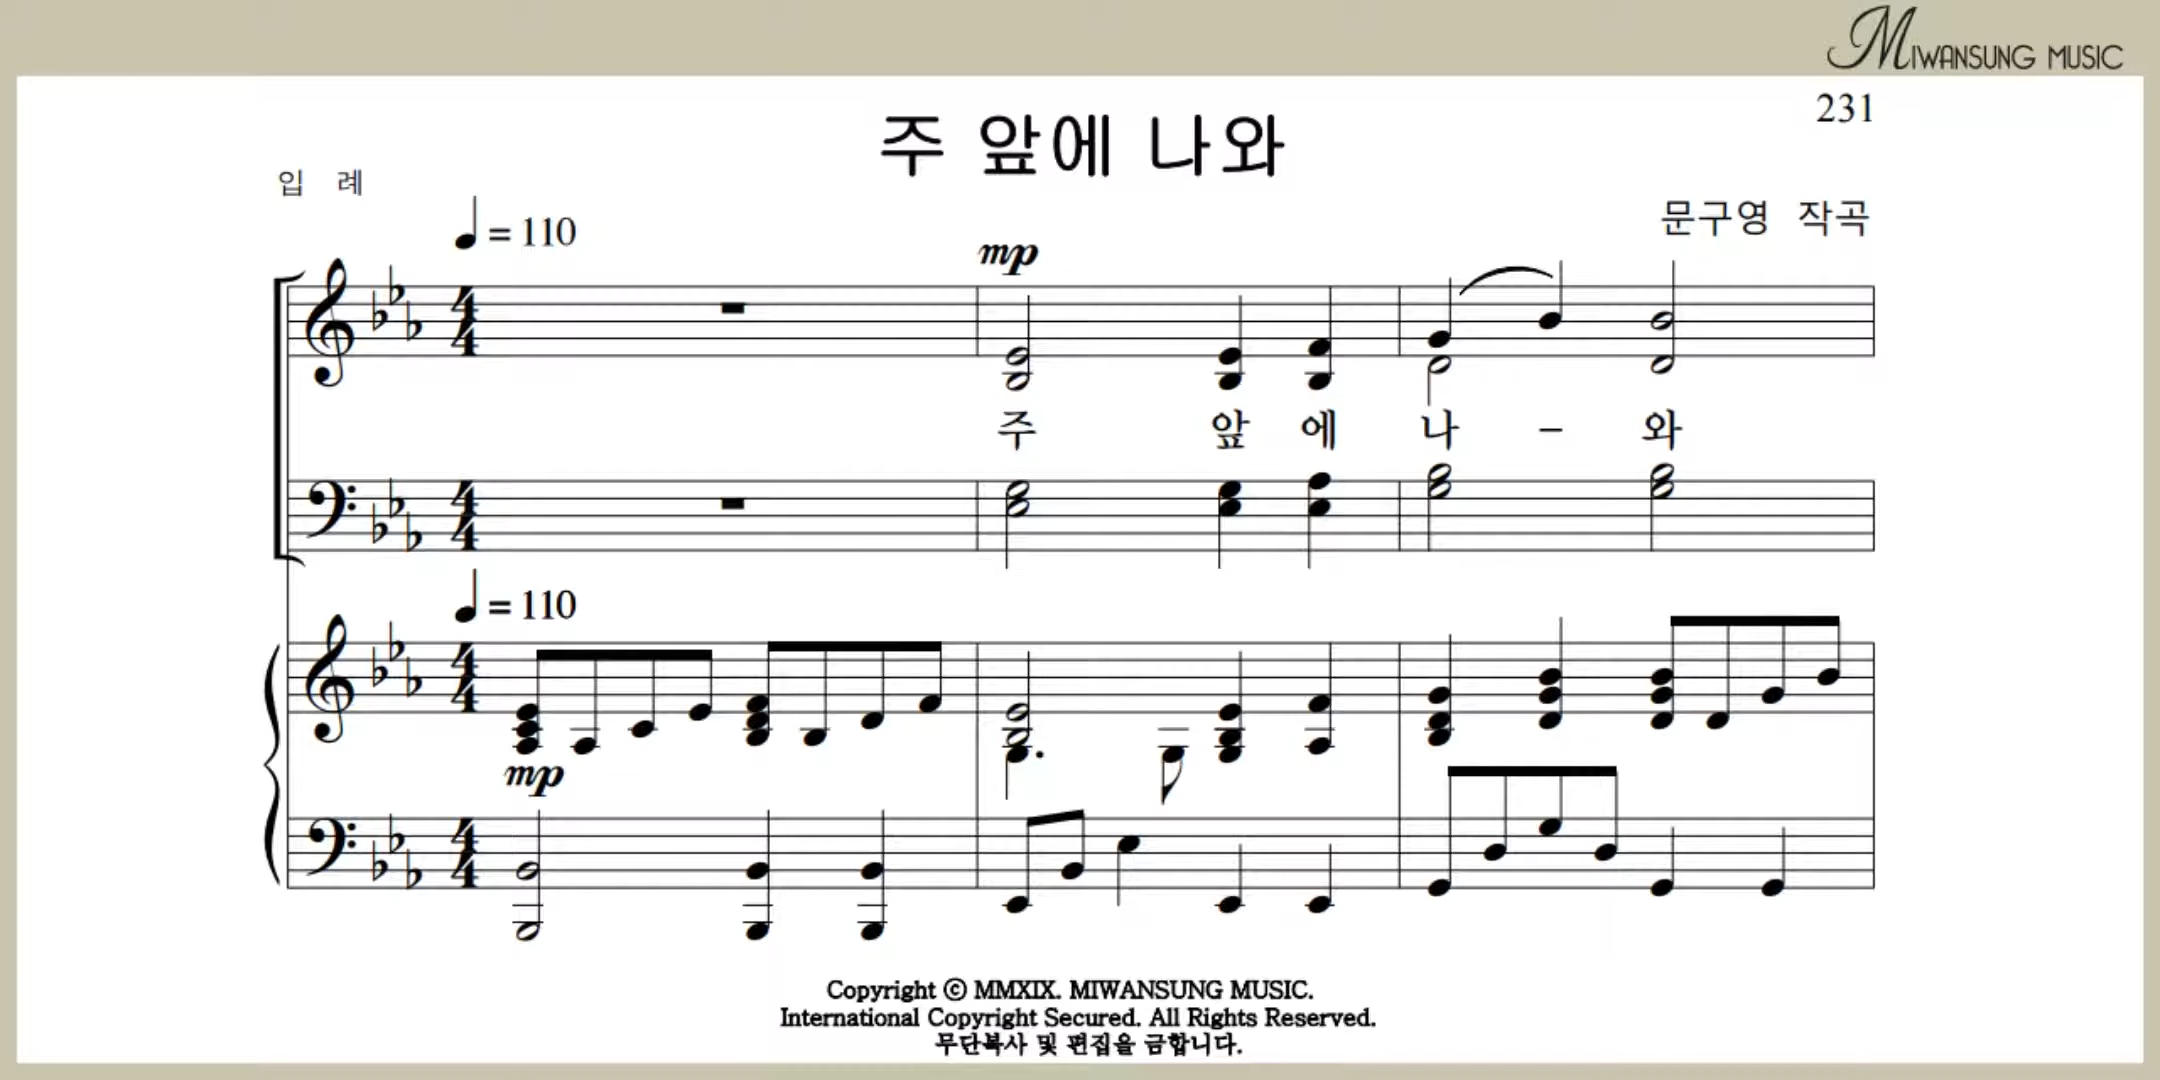 MIWANSUNG MUSIC
231
주 앞에 나와
입 례
문구영 작곡
♩ = 110
mp
주 앞 에 나 - 와
♩ = 110
mp
Copyright ⓒ MMXIX. MIWANSUNG MUSIC.
International Copyright Secured. All Rights Reserved.
무단복사 및 편집을 금합니다.